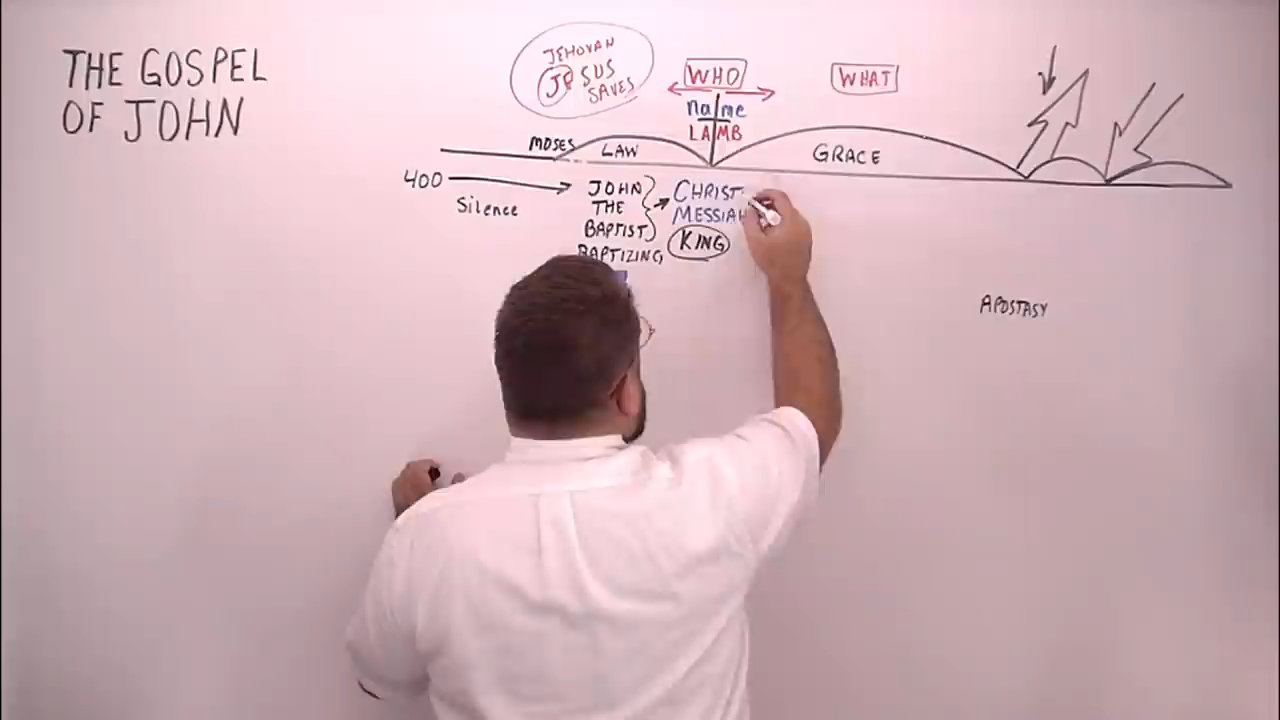 THE GOSPEL
OF JOHN
JEHOVAH
JESUS
SAVES
WHO
WHAT
name
LAMB
MOSES
LAW
GRACE
400
Silence
JOHN
THE
BAPTIST
BAPTIZING
CHRIST
MESSIAH
KING
APOSTASY